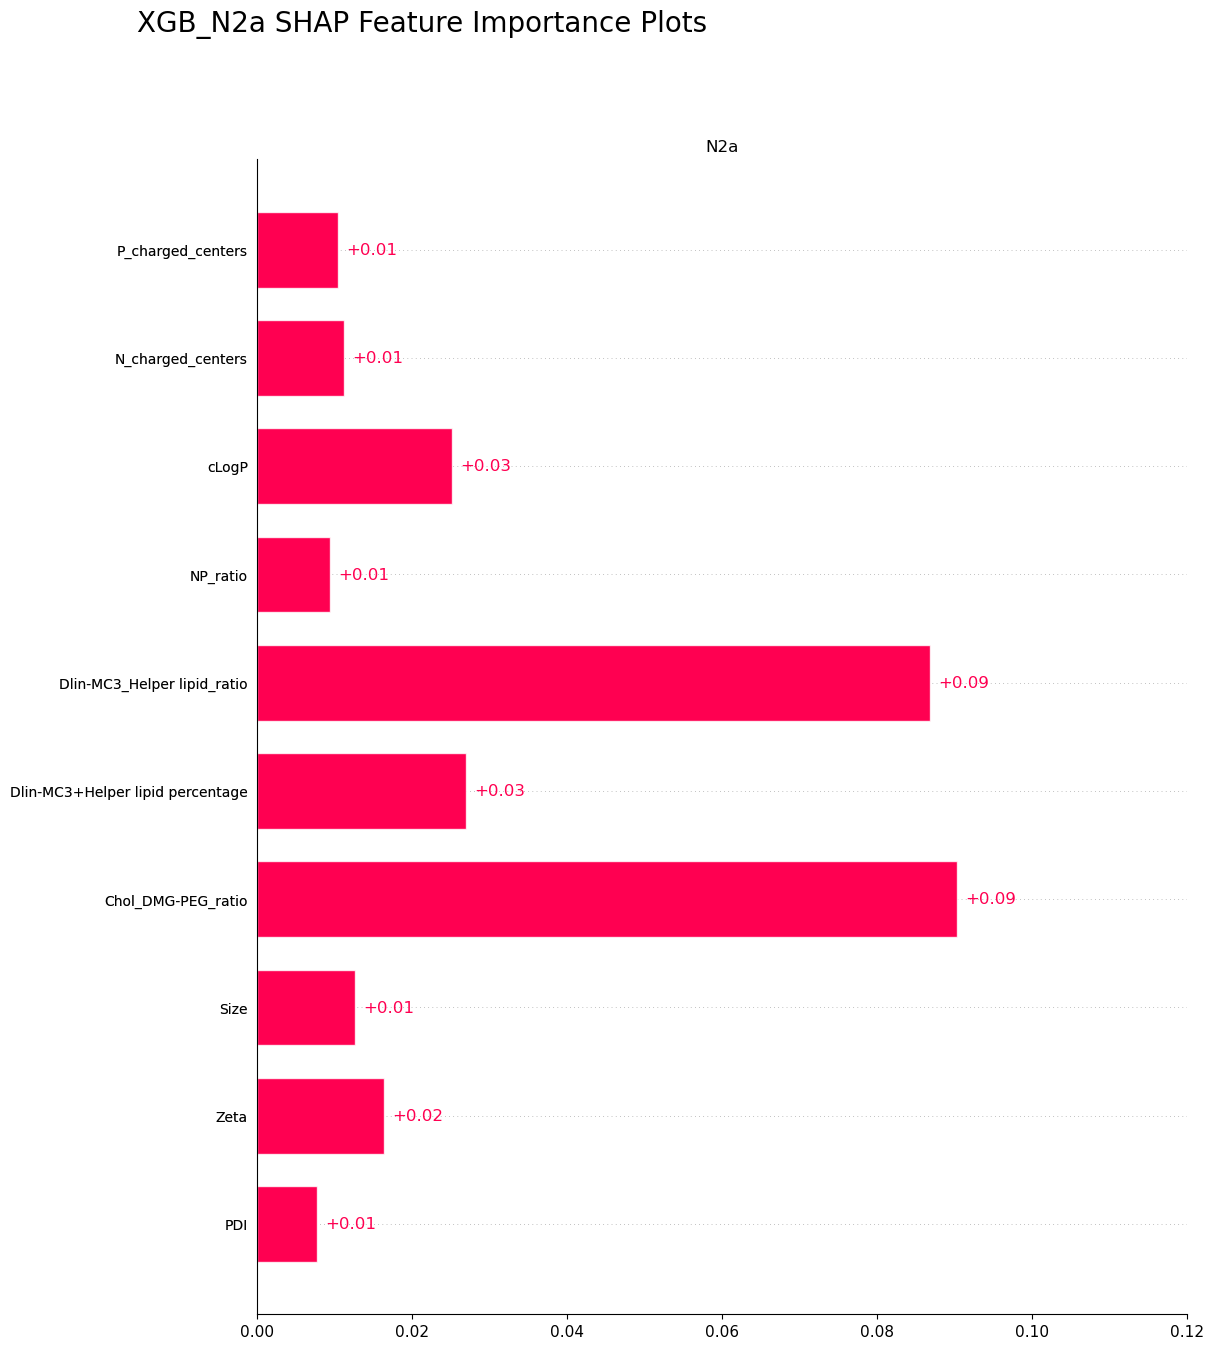 XGB_N2a SHAP Feature Importance Plots
N2a
P_charged_centers
+0.01
N_charged_centers
+0.01
cLogP
+0.03
NP_ratio
+0.01
Dlin-MC3_Helper lipid_ratio
+0.09
Dlin-MC3+Helper lipid percentage
+0.03
Chol_DMG-PEG_ratio
+0.09
Size
+0.01
Zeta
+0.02
PDI
+0.01
0.00 0.02 0.04 0.06 0.08 0.10 0.12